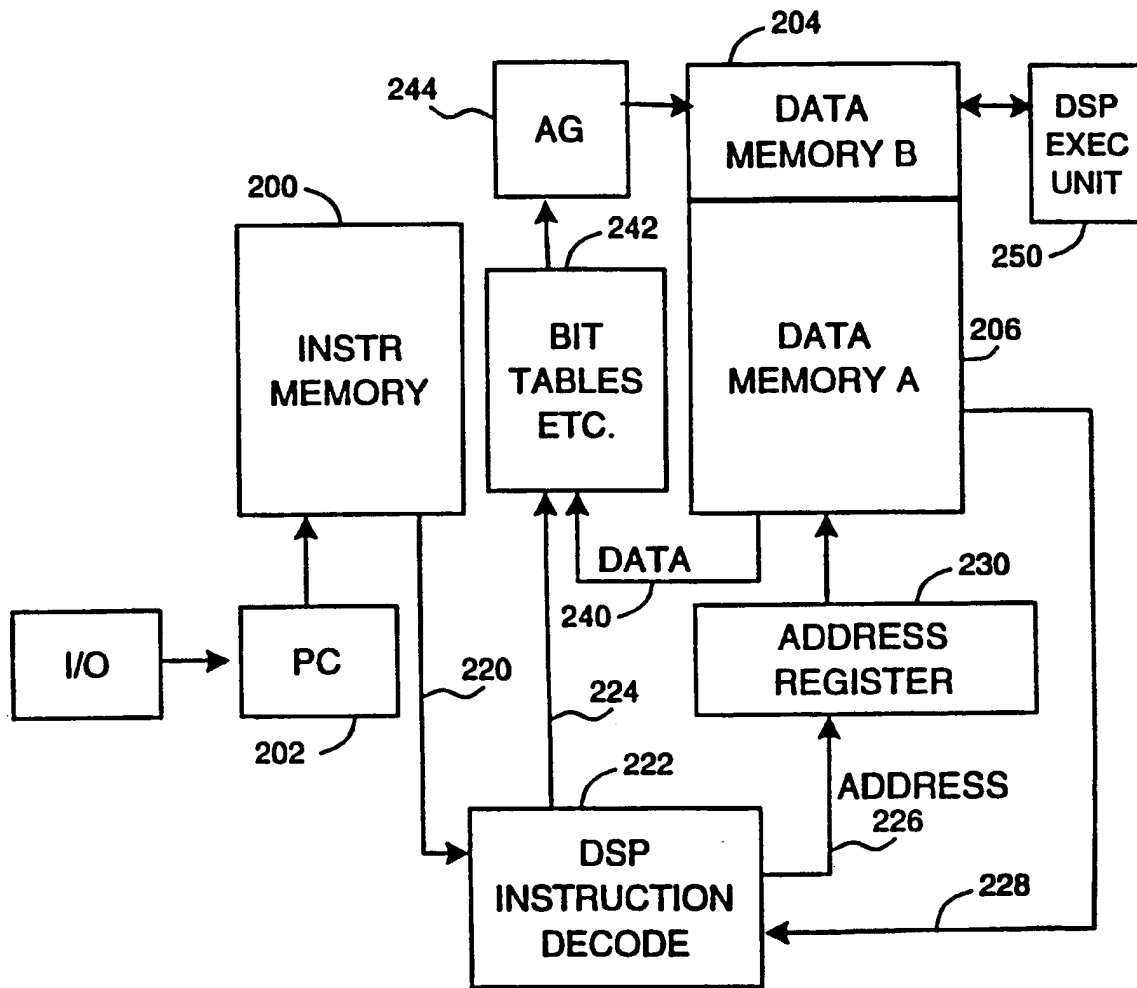 204
244
AG
DATA
MEMORY B
DSP
EXEC
UNIT
250
200
INSTR
MEMORY
242
BIT
TABLES
ETC.
DATA
MEMORY A
206
DATA
240
230
ADDRESS
REGISTER
I/O
PC
202
220
224
222
DSP
INSTRUCTION
DECODE
ADDRESS
226
228